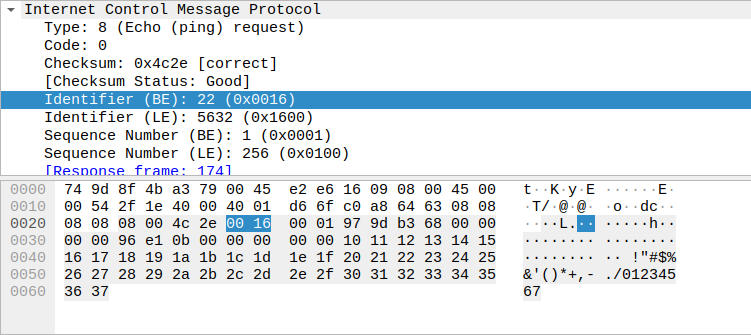 Internet Control Message Protocol
Type: 8 (Echo (ping) request)
Code: 0
Checksum: 0x4c2e [correct]
[Checksum Status: Good]
Identifier (BE): 22 (0x0016)
Identifier (LE): 5632 (0x1600)
Sequence Number (BE): 1 (0x0001)
Sequence Number (LE): 256 (0x0100)
[Response frame: 174]
0000 74 9d 8f 4b a3 79 00 45 e2 e6 16 09 08 00 45 00 t··K·y·E ······E·
0010 00 54 2f 1e 40 00 40 01 d6 6f c0 a8 64 63 08 08 ·T/·@·@· ·o··dc··
0020 08 08 08 00 4c 2e 00 16 00 01 97 9d b3 68 00 00 ····L.·· ·····h··
0030 00 00 96 e1 0b 00 00 00 00 00 10 11 12 13 14 15 ········ ········
0040 16 17 18 19 1a 1b 1c 1d 1e 1f 20 21 22 23 24 25 ········ ·· !"#$%
0050 26 27 28 29 2a 2b 2c 2d 2e 2f 30 31 32 33 34 35 &'()*+,- ./012345
0060 36 37 67